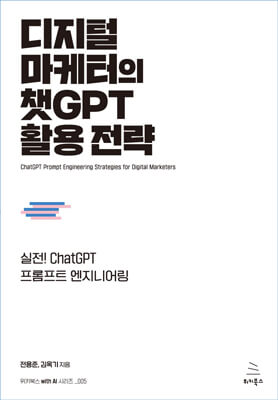 디지털
마케터의
챗GPT
활용 전략
ChatGPT Prompt Engineering Strategies for Digital Marketers
실전! ChatGPT
프롬프트 엔지니어링
전용준, 김옥기 지음
위키북스 with AI 시리즈 _005
위키북스